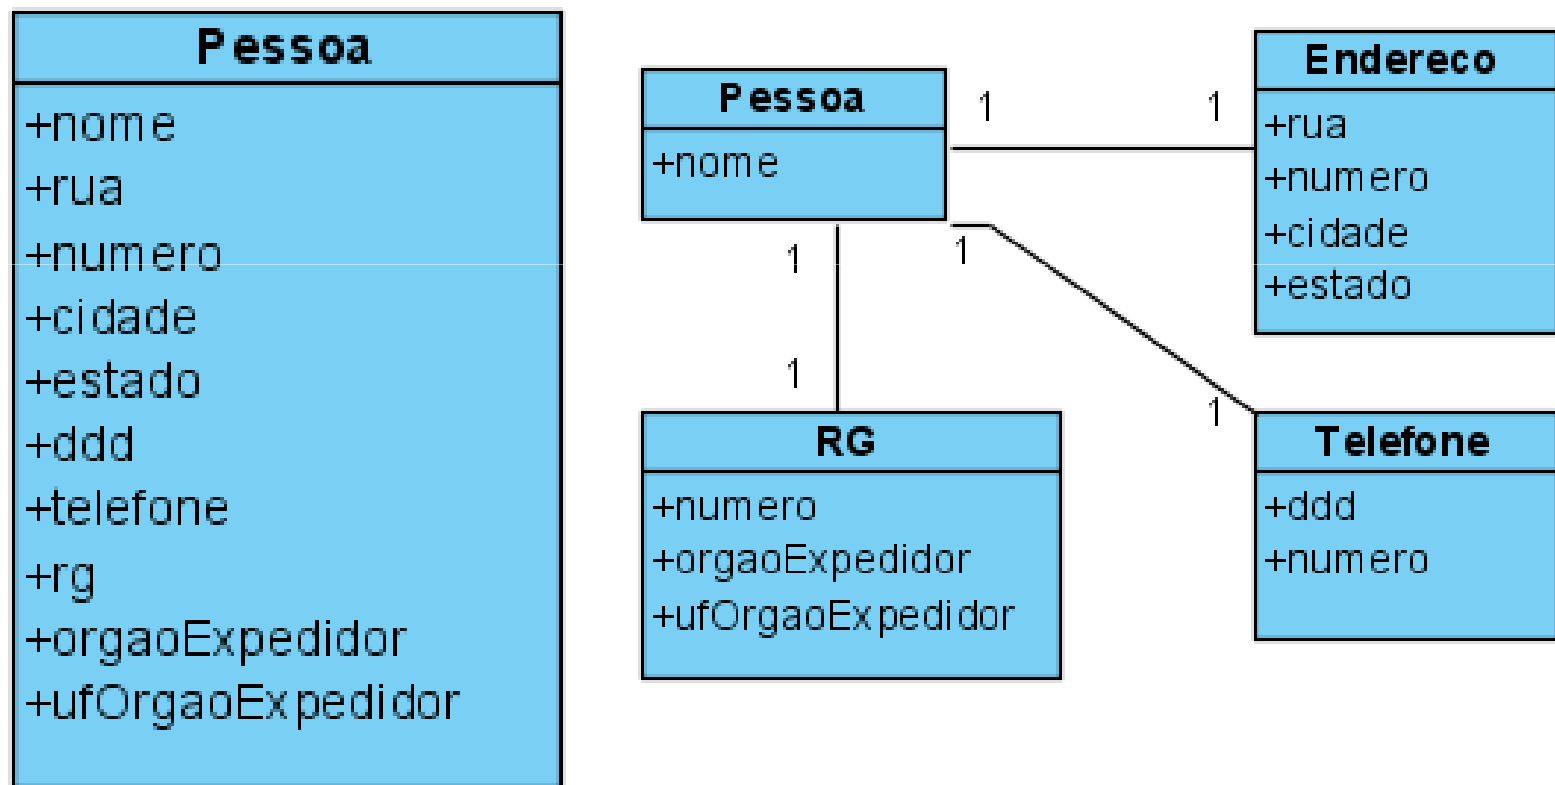 Pessoa
+nome
+rua
+numero
+cidade
+estado
+ddd
+telefone
+rg
+orgaoExpedidor
+ufOrgaoExpedidor
Pessoa
+nome
1
1
Endereco
+rua
+numero
+cidade
+estado
1
1
1
1
RG
+numero
+orgaoExpedidor
+ufOrgaoExpedidor
Telefone
+ddd
+numero